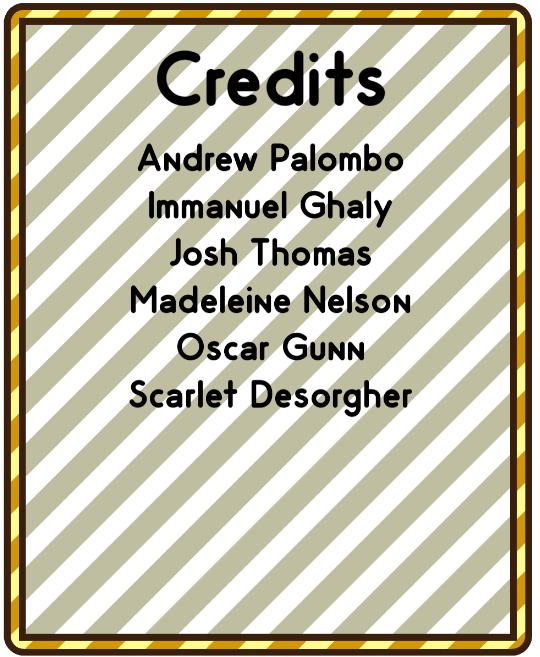 Credits
Andrew Palombo
Immanuel Ghaly
Josh Thomas
Madeleine Nelson
Oscar Gunn
Scarlet Desorgher